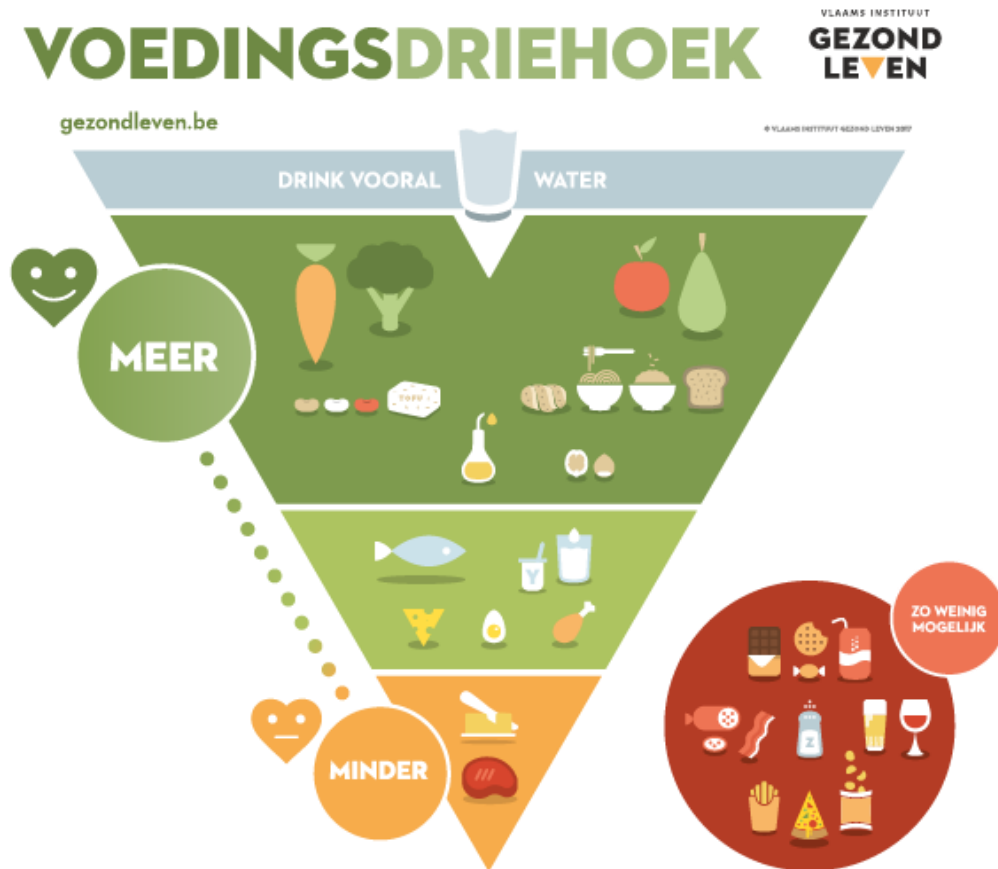 VOEDINGSDRIEHOEK
VLAAMS INSTITUUT
GEZOND
LEVEN
gezondleven.be
© VLAAMS INSTITUUT GEZOND LEVEN 2017
DRINK VOORAL WATER
MEER
TOFU
Y
ZO WEINIG
MOGELIJK
Z
MINDER